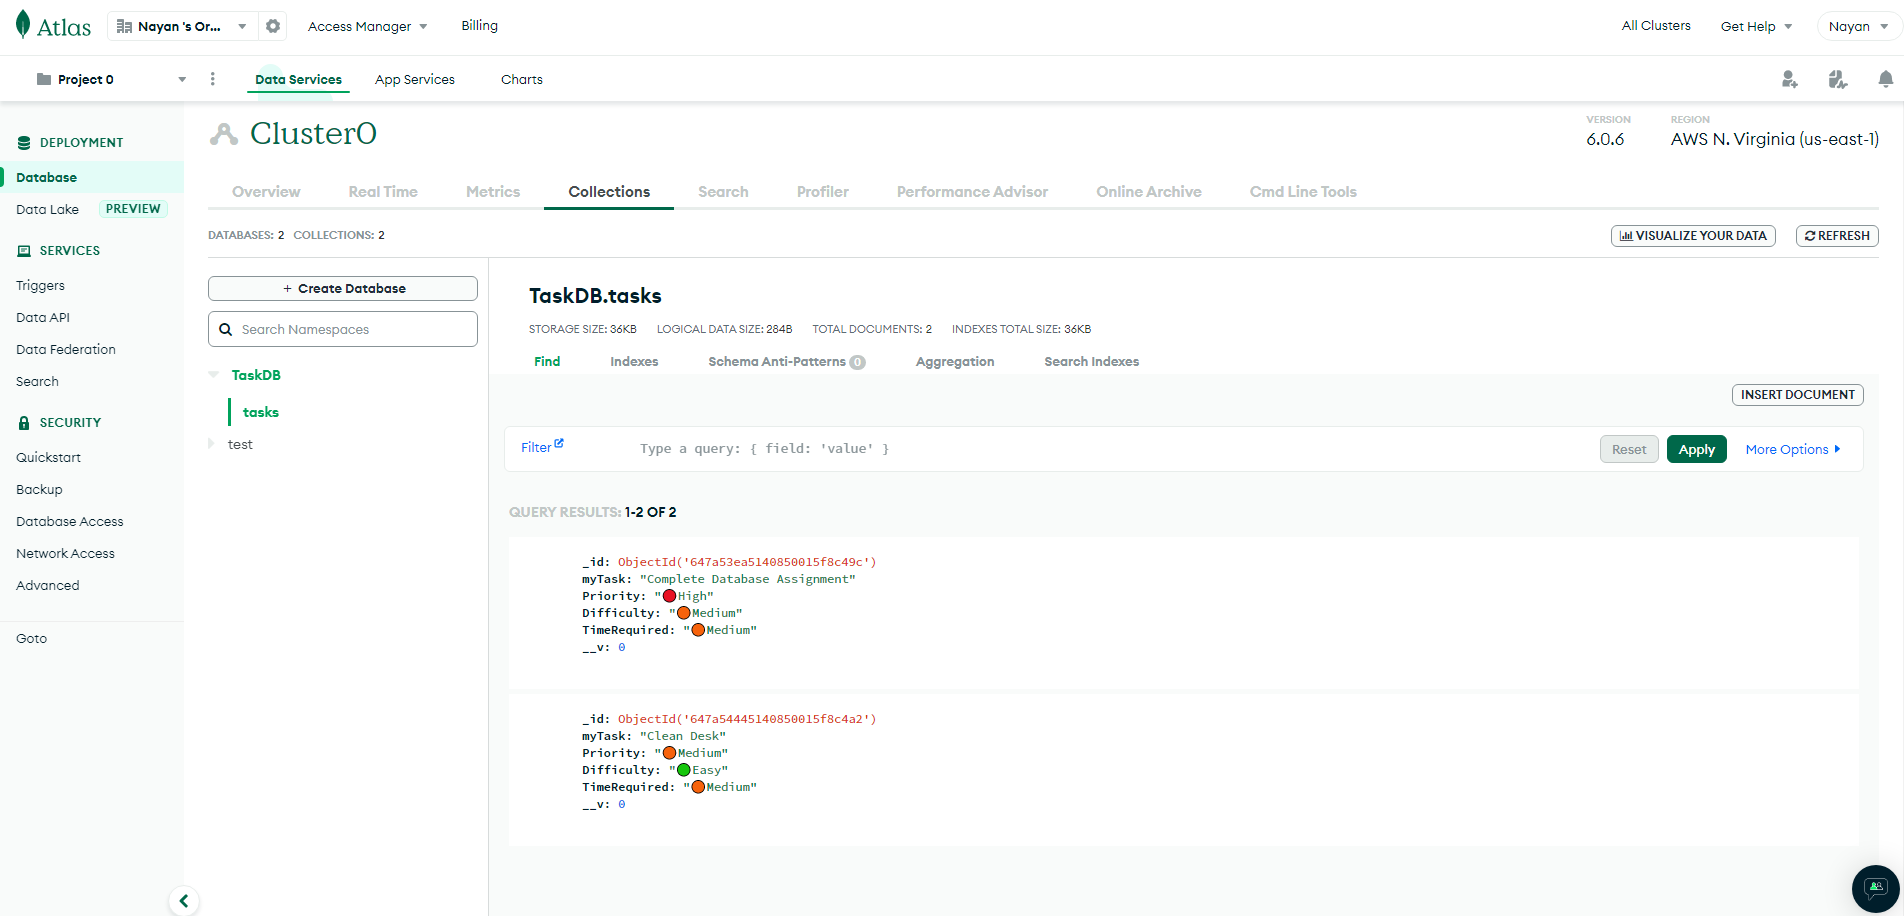 Atlas
Nayan 's Or...
Access Manager
Billing
All Clusters
Get Help
Nayan
Project 0
Data Services
App Services
Charts
DEPLOYMENT
Database
Data Lake PREVIEW
SERVICES
Triggers
Data API
Data Federation
Search
SECURITY
Quickstart
Backup
Database Access
Network Access
Advanced
Goto
Cluster0
VERSION
6.0.6
REGION
AWS N. Virginia (us-east-1)
Overview
Real Time
Metrics
Collections
Search
Profiler
Performance Advisor
Online Archive
Cmd Line Tools
DATABASES: 2 COLLECTIONS: 2
VISUALIZE YOUR DATA
REFRESH
+ Create Database
Search Namespaces
TaskDB
tasks
test
TaskDB.tasks
STORAGE SIZE: 36KB LOGICAL DATA SIZE: 284B TOTAL DOCUMENTS: 2 INDEXES TOTAL SIZE: 36KB
Find
Indexes
Schema Anti-Patterns 0
Aggregation
Search Indexes
INSERT DOCUMENT
Filter
Type a query: { field: 'value' }
Reset
Apply
More Options
QUERY RESULTS: 1-2 OF 2
_id: ObjectId('647a53ea5140850015f8c49c')
myTask: "Complete Database Assignment"
Priority: "🔴High"
Difficulty: "🟠Medium"
TimeRequired: "🟠Medium"
__v: 0
_id: ObjectId('647a54445140850015f8c4a2')
myTask: "Clean Desk"
Priority: "🟠Medium"
Difficulty: "🟢Easy"
TimeRequired: "🟠Medium"
__v: 0